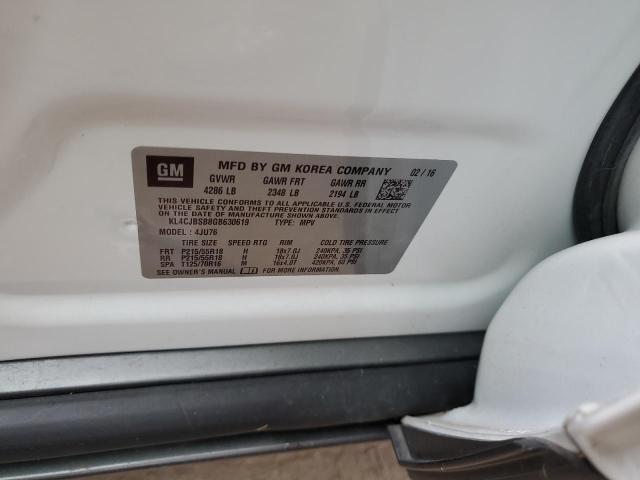 GM
MFD BY GM KOREA COMPANY 02/16
GVWR GAWR FRT GAWR RR
4286 LB 2348 LB 2194 LB
THIS VEHICLE CONFORMS TO ALL APPLICABLE U.S. FEDERAL MOTOR
VEHICLE SAFETY AND THEFT PREVENTION STANDARDS IN EFFECT ON
THE DATE OF MANUFACTURE SHOWN ABOVE.
KL4CJBSB8GB630619 TYPE: MPV
MODEL: 4JU76
TIRE SIZE SPEED RTG RIM COLD TIRE PRESSURE
FRT P215/55R18 H 18x7.0J 240KPA, 35 PSI
RR P215/55R18 H 18x7.0J 240KPA, 35 PSI
SPA T125/70R16 M 16x4.0T 420KPA, 60 PSI
SEE OWNER'S MANUAL